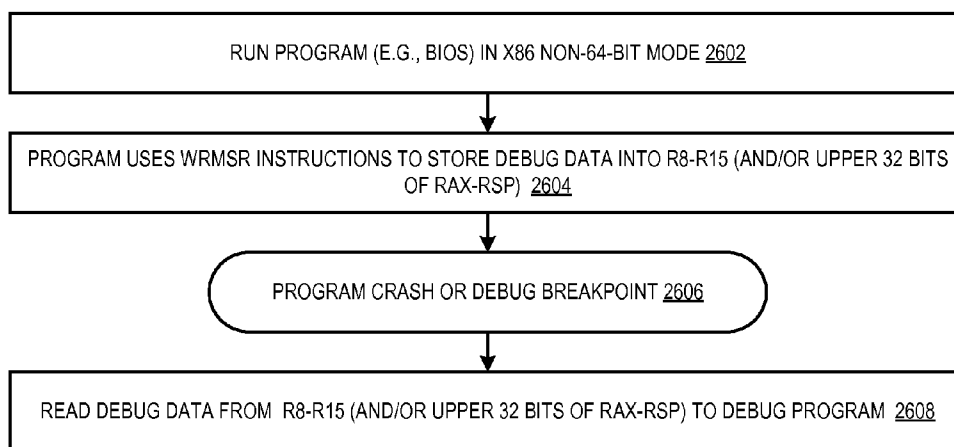 RUN PROGRAM (E.G., BIOS) IN X86 NON-64-BIT MODE 2602
PROGRAM USES WRMSR INSTRUCTIONS TO STORE DEBUG DATA INTO R8-R15 (AND/OR UPPER 32 BITS
OF RAX-RSP) 2604
PROGRAM CRASH OR DEBUG BREAKPOINT 2606
READ DEBUG DATA FROM R8-R15 (AND/OR UPPER 32 BITS OF RAX-RSP) TO DEBUG PROGRAM 2608